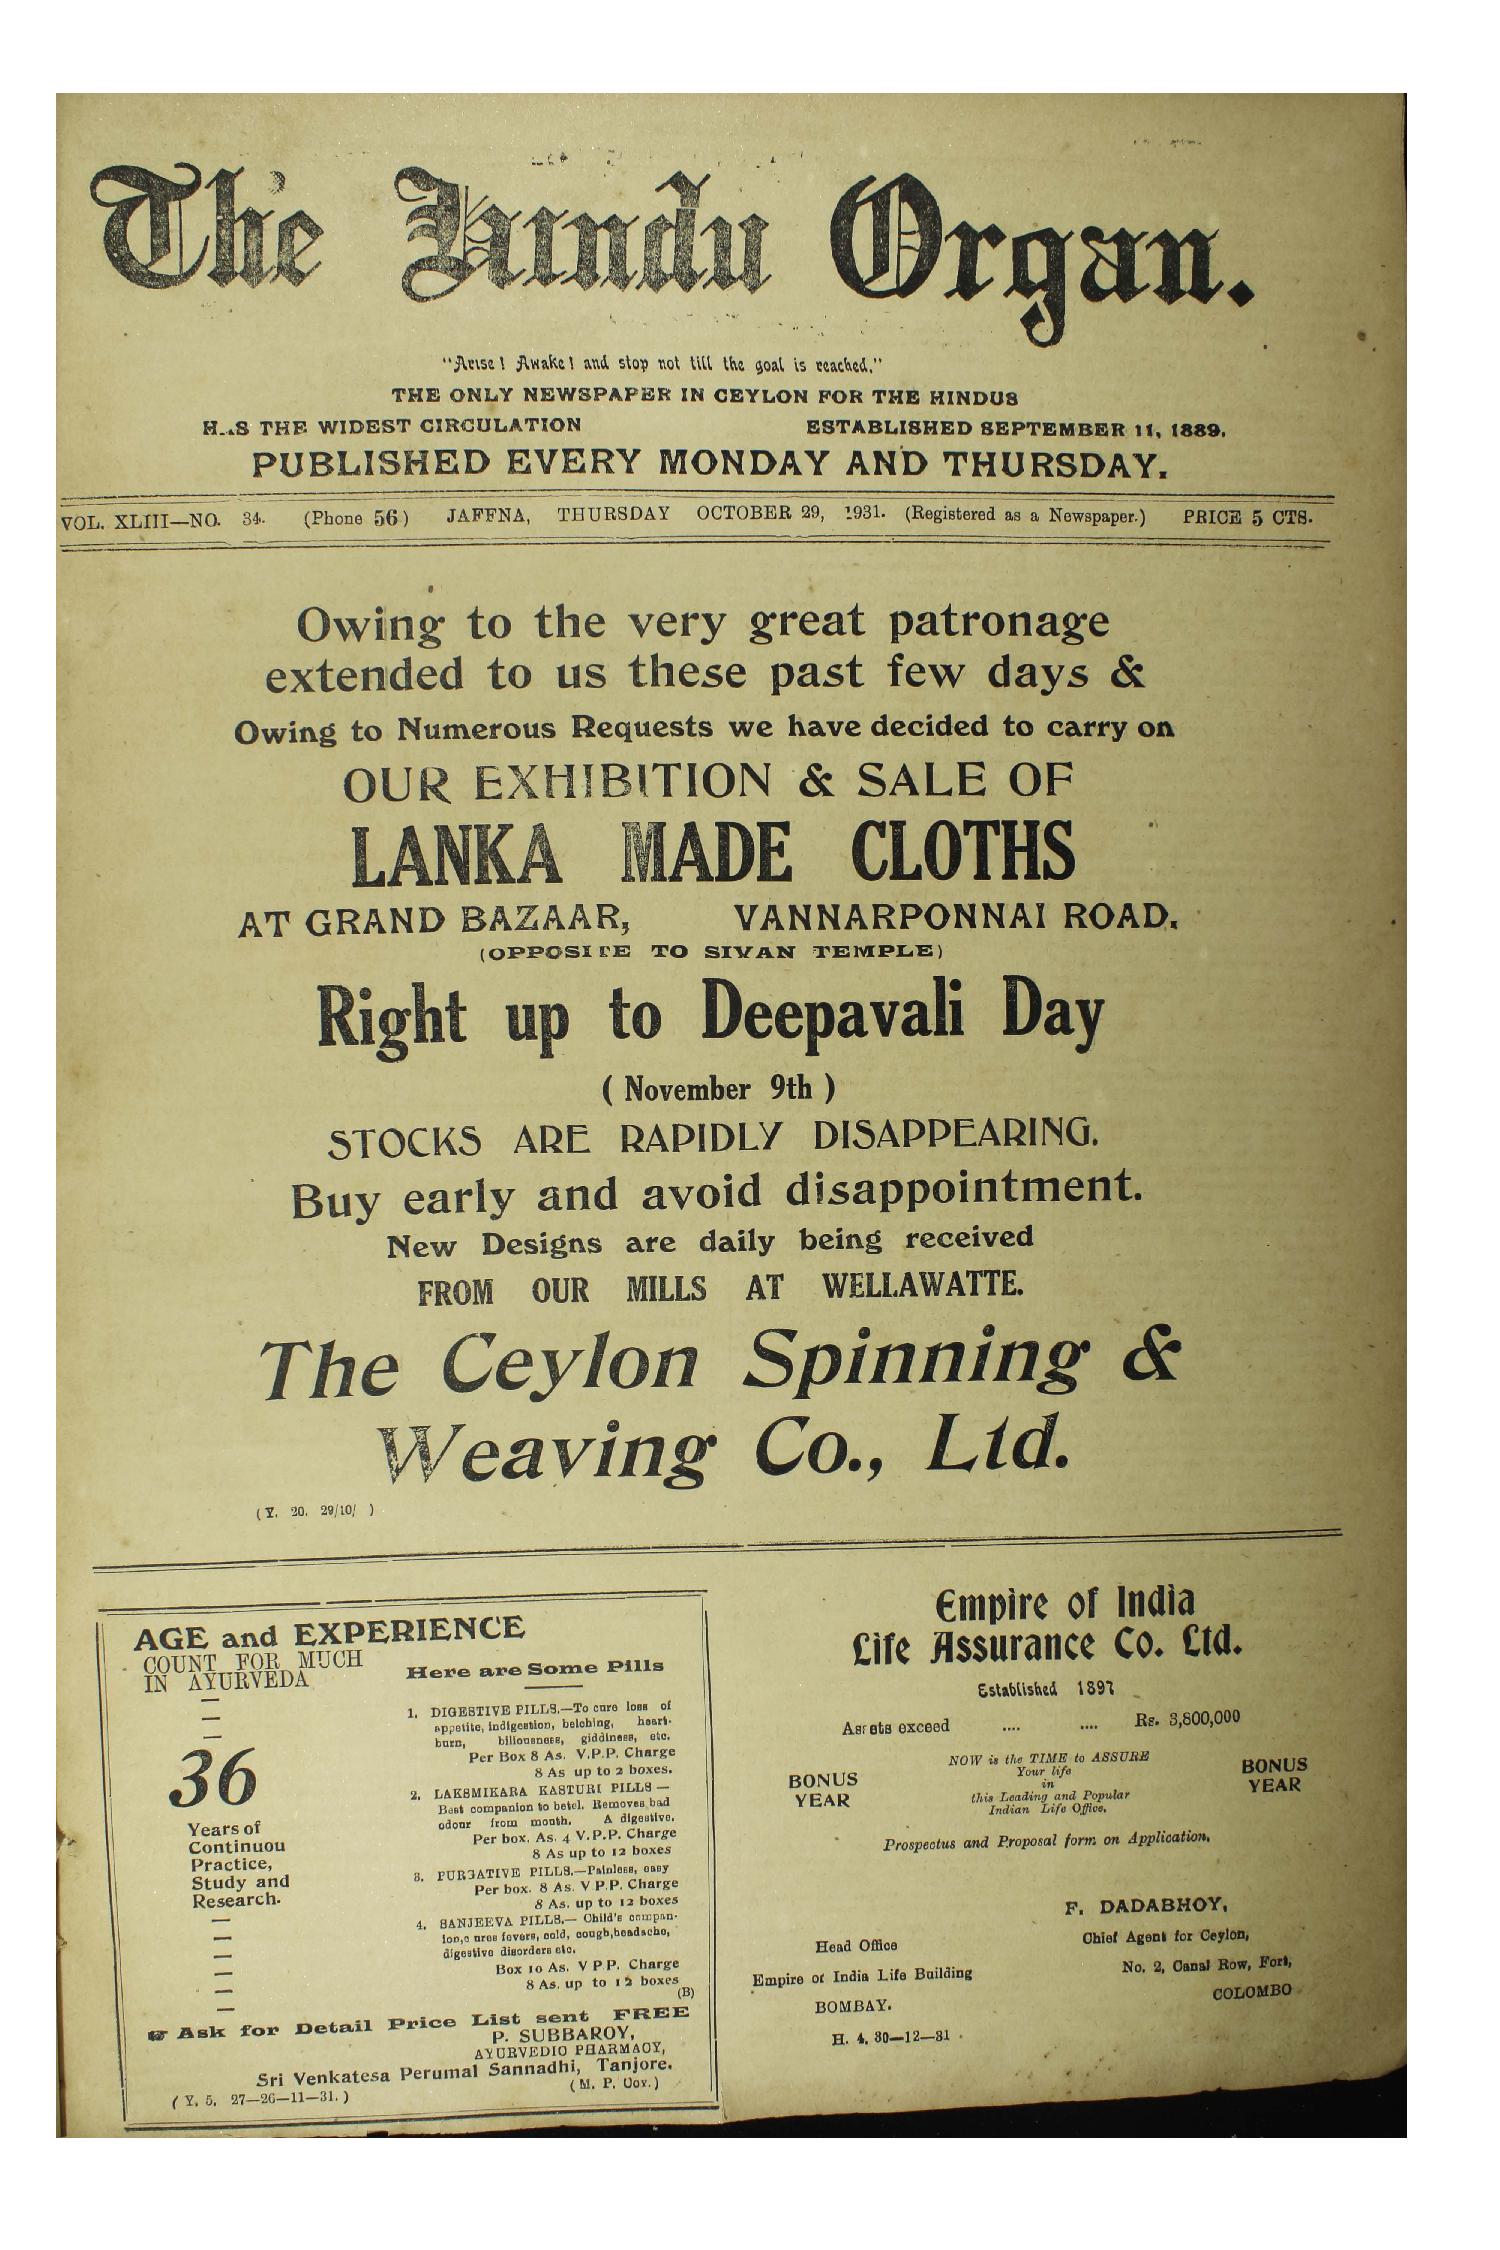 The Hindu Organ.
"Arise! Awake! and stop not till the goal is reached."
THE ONLY NEWSPAPER IN CEYLON FOR THE HINDUS
H..S THE WIDEST CIRCULATION ESTABLISHED SEPTEMBER 11, 1889.
PUBLISHED EVERY MONDAY AND THURSDAY.
VOL. XLIII—NO. 34. (Phone 56) JAFFNA, THURSDAY OCTOBER 29, 1931. (Registered as a Newspaper.) PRICE 5 CTS.
Owing to the very great patronage
extended to us these past few days &
Owing to Numerous Requests we have decided to carry on
OUR EXHIBITION & SALE OF
LANKA MADE CLOTHS
AT GRAND BAZAAR, VANNARPONNAI ROAD.
(OPPOSITE TO SIVAN TEMPLE)
Right up to Deepavali Day
( November 9th )
STOCKS ARE RAPIDLY DISAPPEARING.
Buy early and avoid disappointment.
New Designs are daily being received
FROM OUR MILLS AT WELLAWATTE.
The Ceylon Spinning &
Weaving Co., Ltd.
( Y. 20. 29/10/ )
AGE and EXPERIENCE
COUNT FOR MUCH
IN AYURVEDA
36
Years of
Continuou
Practice,
Study and
Research.
Here are Some Pills
1. DIGESTIVE PILLS.—To cure loss of
appetite, indigestion, belching, heart-
burn, biliousness, giddiness, etc.
Per Box 8 As. V.P.P. Charge
8 As up to 2 boxes.
2. LAKSMIKARA KASTURI PILLS—
Best companion to betel. Removes bad
odour from mouth. A digestive.
Per box. As. 4 V.P.P. Charge
8 As up to 12 boxes
3. PURGATIVE PILLS.—Painless, easy
Per box. 8 As. V P.P. Charge
8 As. up to 12 boxes
4. SANJEEVA PILLS.— Child's compan-
ion,c ures fevers, cold, cough,headache,
digestive disorders etc.
Box 10 As. V P P. Charge
8 As. up to 12 boxes
(B)
☞ Ask for Detail Price List sent FREE
P. SUBBAROY,
AYURVEDIC PHARMACY,
Sri Venkatesa Perumal Sannadhi, Tanjore.
( Y. 5. 27—26—11—31. ) ( M. P. Cov.)
Empire of India
Life Assurance Co. Ltd.
Established 1897
Assets exceed .... .... Rs. 3,800,000
BONUS
YEAR
NOW is the TIME to ASSURE
Your life
in
this Leading and Popular
Indian Life Office.
BONUS
YEAR
Prospectus and Proposal form on Application.
F. DADABHOY,
Chief Agent for Ceylon,
No. 2, Canal Row, Fort,
COLOMBO
Head Office
Empire of India Life Building
BOMBAY.
H. 4. 30—12—31